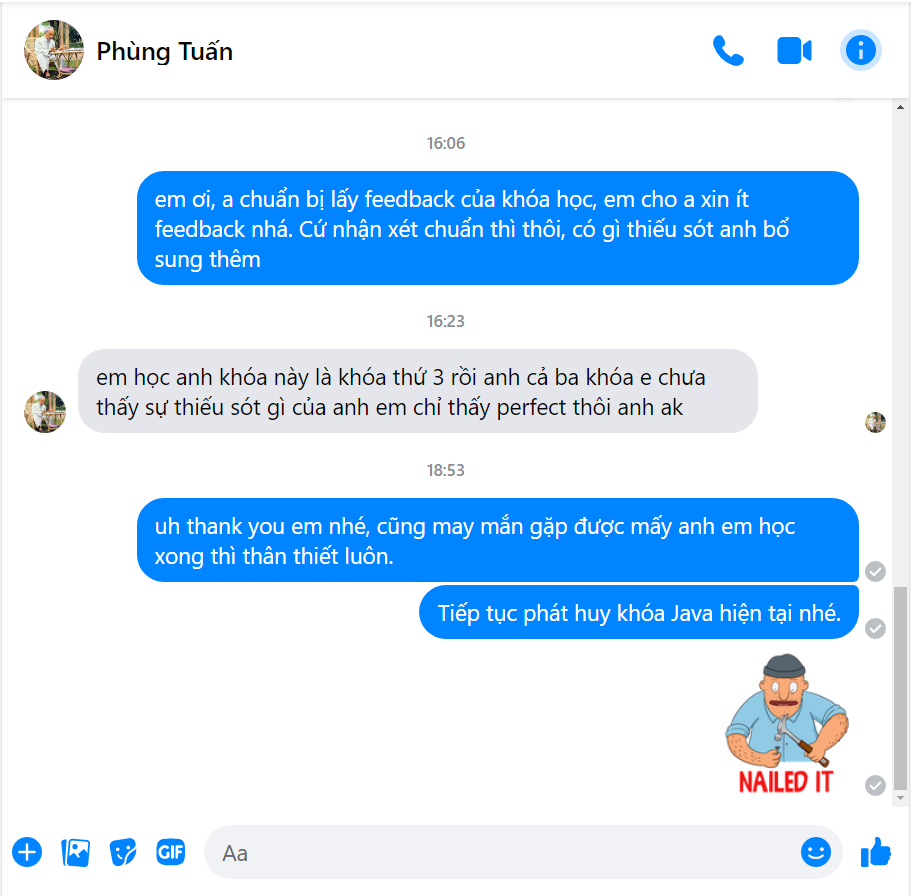 Phùng Tuấn
16:06
em ơi, a chuẩn bị lấy feedback của khóa học, em cho a xin ít
feedback nhá. Cứ nhận xét chuẩn thì thôi, có gì thiếu sót anh bổ
sung thêm
16:23
em học anh khóa này là khóa thứ 3 rồi anh cả ba khóa e chưa
thấy sự thiếu sót gì của anh em chỉ thấy perfect thôi anh ak
18:53
uh thank you em nhé, cũng may mắn gặp được mấy anh em học
xong thì thân thiết luôn.
Tiếp tục phát huy khóa Java hiện tại nhé.
NAILED IT
GIF
Aa